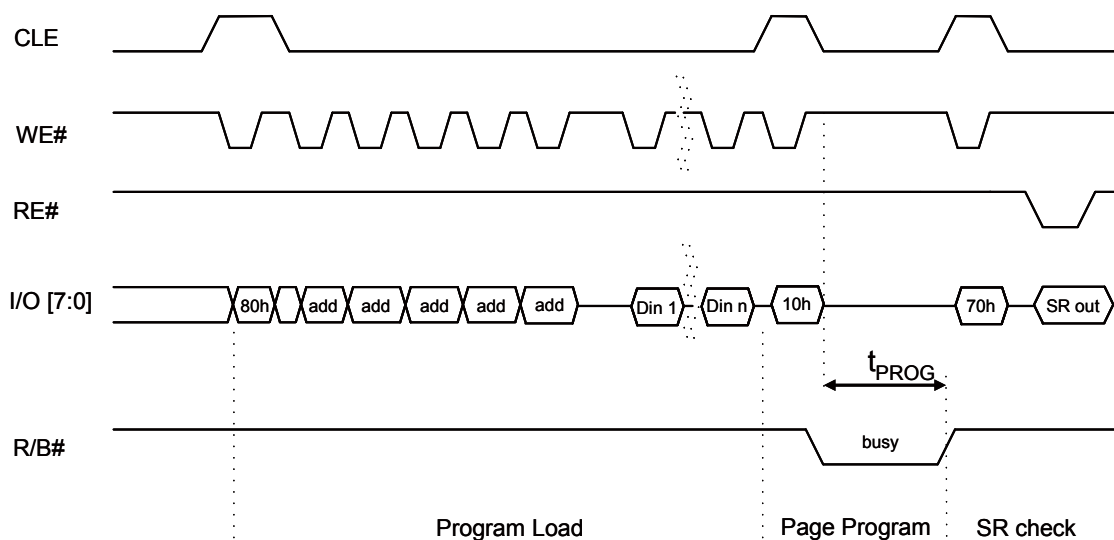 CLE
WE#
RE#
I/O [7:0]
80h add add add add add Din 1 Din n 10h 70h SR out
tPROG
R/B#
busy
Program Load Page Program SR check